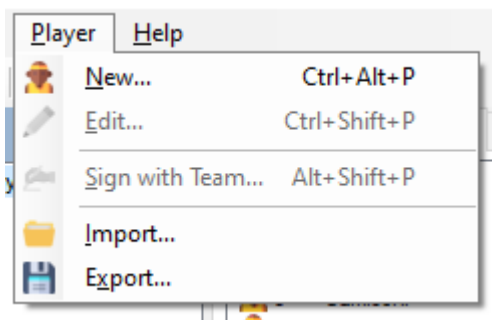 Player Help
New... Ctrl+Alt+P
Edit... Ctrl+Shift+P
Sign with Team... Alt+Shift+P
Import...
Export...